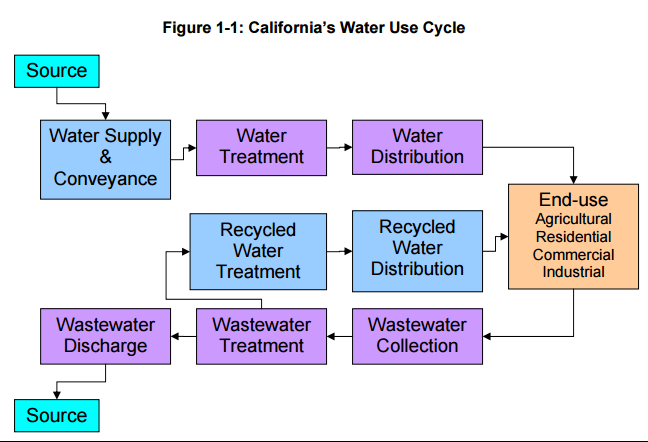 Figure 1-1: California's Water Use Cycle
Source
Water Supply
&
Conveyance
Water
Treatment
Water
Distribution
End-use
Agricultural
Residential
Commercial
Industrial
Recycled
Water
Treatment
Recycled
Water
Distribution
Wastewater
Discharge
Wastewater
Treatment
Wastewater
Collection
Source